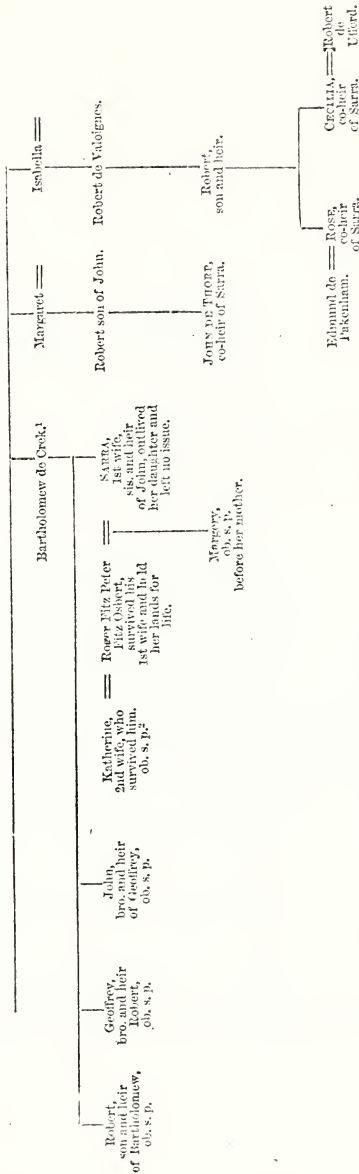 Bartholomew de Crek.¹
Margaret ==
Isabella ==
Robert son of John.
Robert de Valoignes.
Robert,
son and heir
of Bartholomew,
ob. s. p.
Geoffrey,
bro. and heir
Robert,
ob. s. p.
John,
bro. and heir
of Geoffrey,
ob. s. p.
Katherine,
2nd wife, who
survived him.
ob. s. p.²
==
Roger Fitz Peter
Fitz Osbert,
survived his
1st wife and held
her lands for
life.
==
SARRA,
1st wife,
sis. and heir
of John, outlived
her daughter and
left no issue.
JOHN DE THORP,
co-heir of Sarra.
Robert,
son and heir.
Margery,
ob. s. p.
before her mother.
Edmund de
Pakenham.
==
ROSE,
co-heir
of Sarra.
CECILIA,
co-heir
of Sarra.
==
Robert
de
Ufford.